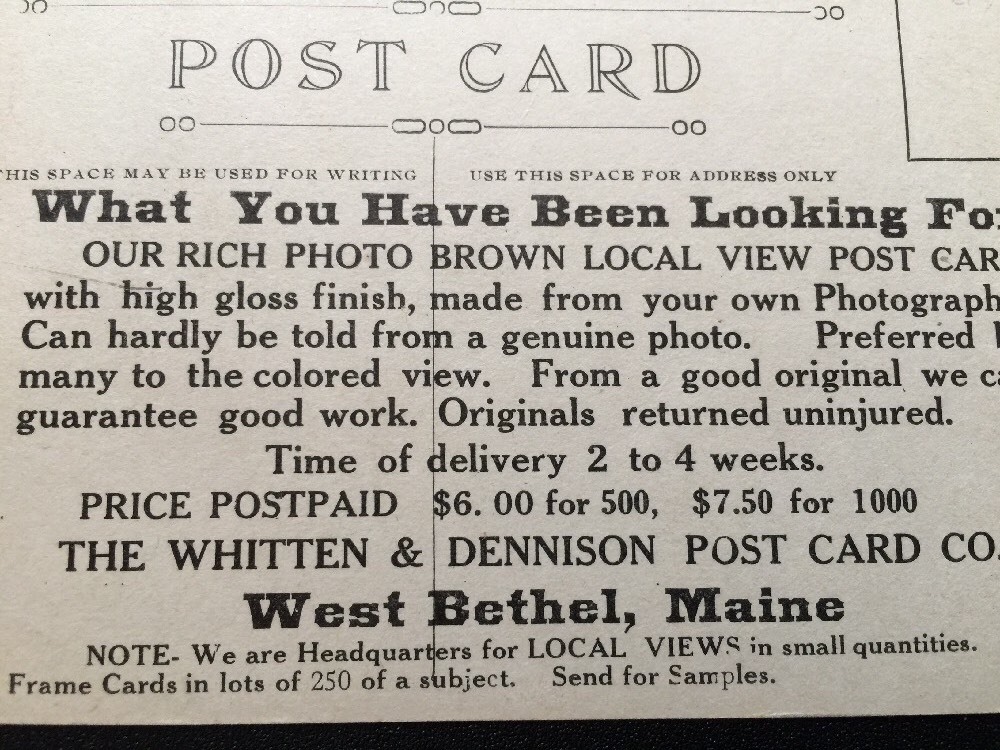 POST CARD
THIS SPACE MAY BE USED FOR WRITING USE THIS SPACE FOR ADDRESS ONLY
What You Have Been Looking For
OUR RICH PHOTO BROWN LOCAL VIEW POST CAR
with high gloss finish, made from your own Photograph
Can hardly be told from a genuine photo. Preferred
many to the colored view. From a good original we ca
guarantee good work. Originals returned uninjured.
Time of delivery 2 to 4 weeks.
PRICE POSTPAID $6. 00 for 500, $7.50 for 1000
THE WHITTEN & DENNISON POST CARD CO.
West Bethel, Maine
NOTE- We are Headquarters for LOCAL VIEWS in small quantities.
Frame Cards in lots of 250 of a subject. Send for Samples.